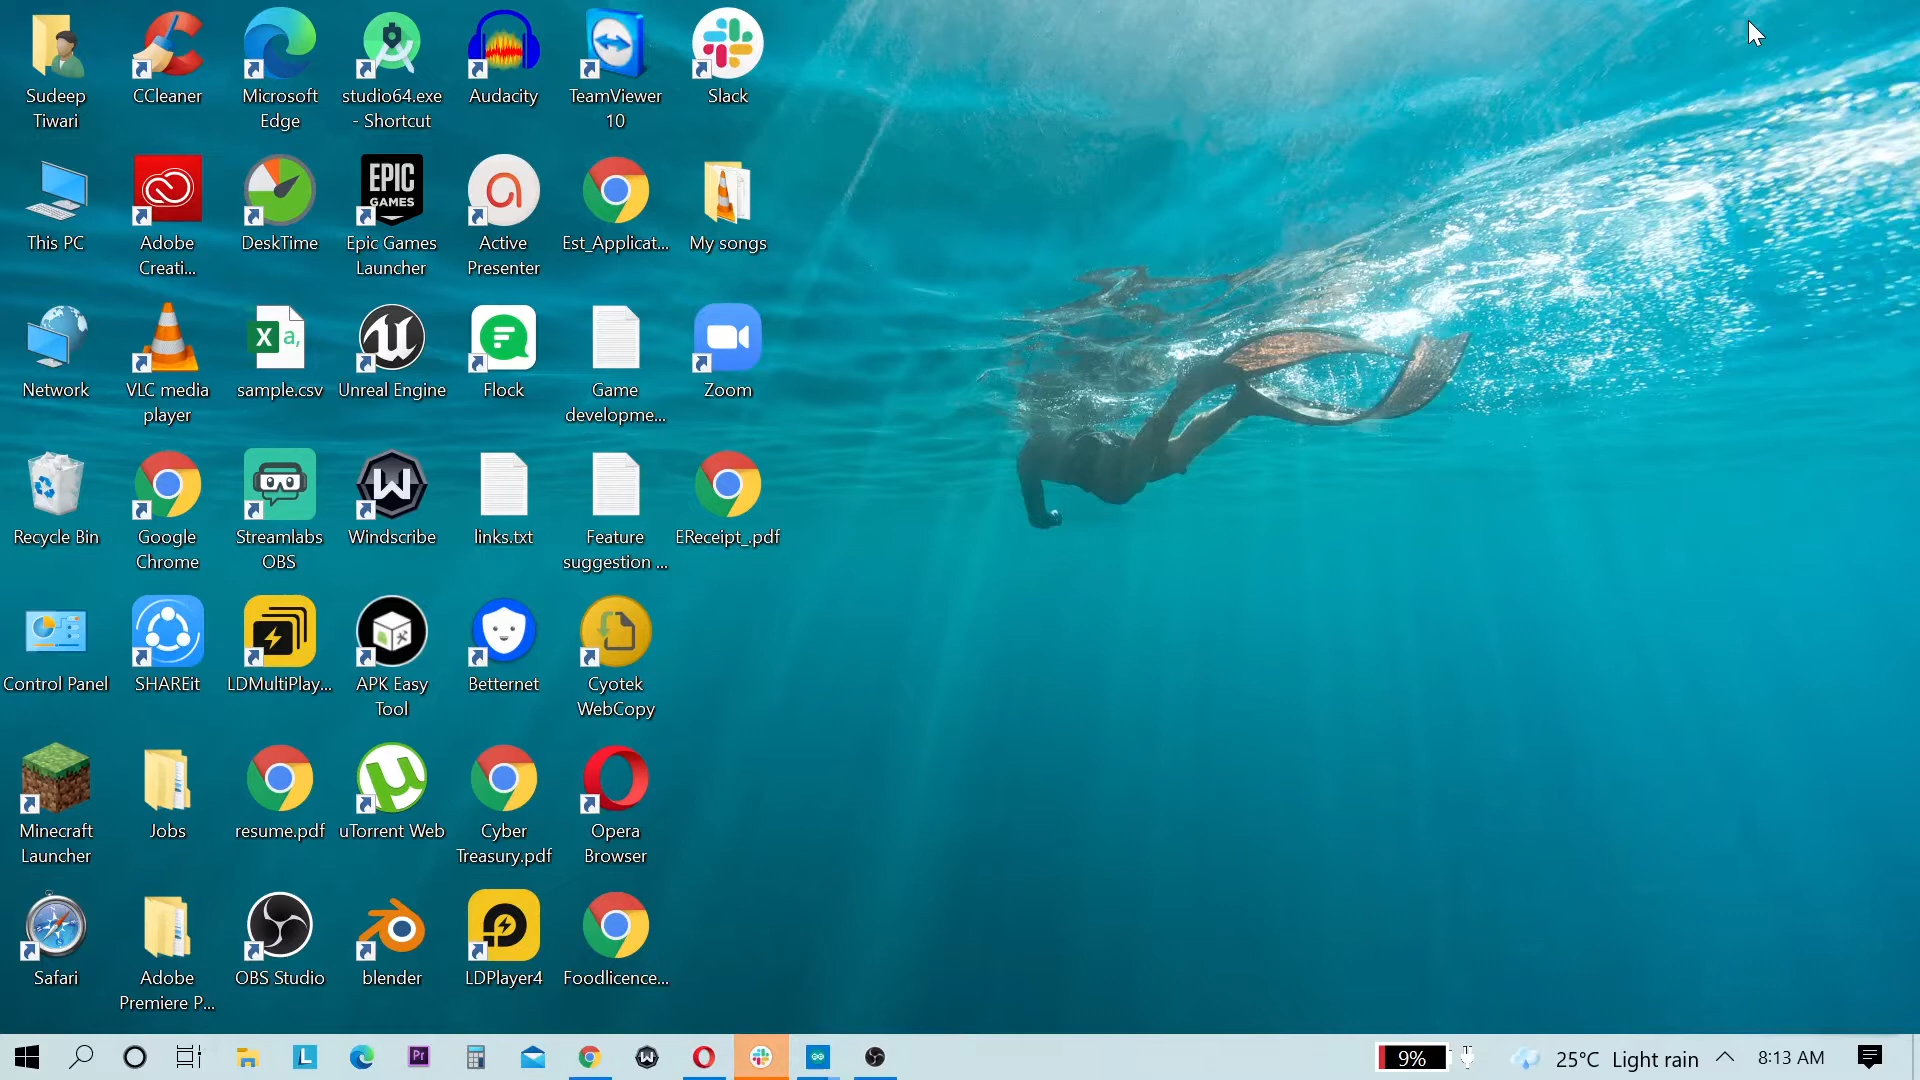 Sudeep
Tiwari
CCleaner
Microsoft
Edge
studio64.exe
- Shortcut
Audacity
TeamViewer
10
Slack
This PC
Adobe
Creati...
DeskTime
EPIC
GAMES
Epic Games
Launcher
Active
Presenter
Est_Applicat...
My songs
Network
VLC media
player
X a,
sample.csv
Unreal Engine
Flock
Game
developme...
Zoom
Recycle Bin
Google
Chrome
Streamlabs
OBS
W
Windscribe
links.txt
Feature
suggestion ...
EReceipt_.pdf
Control Panel
SHAREit
LDMultiPlay...
APK Easy
Tool
Betternet
Cyotek
WebCopy
Minecraft
Launcher
Jobs
resume.pdf
uTorrent Web
Cyber
Treasury.pdf
Opera
Browser
Safari
Adobe
Premiere P...
OBS Studio
blender
LDPlayer4
Foodlicence...
L
Pr
9%
25°C Light rain
8:13 AM